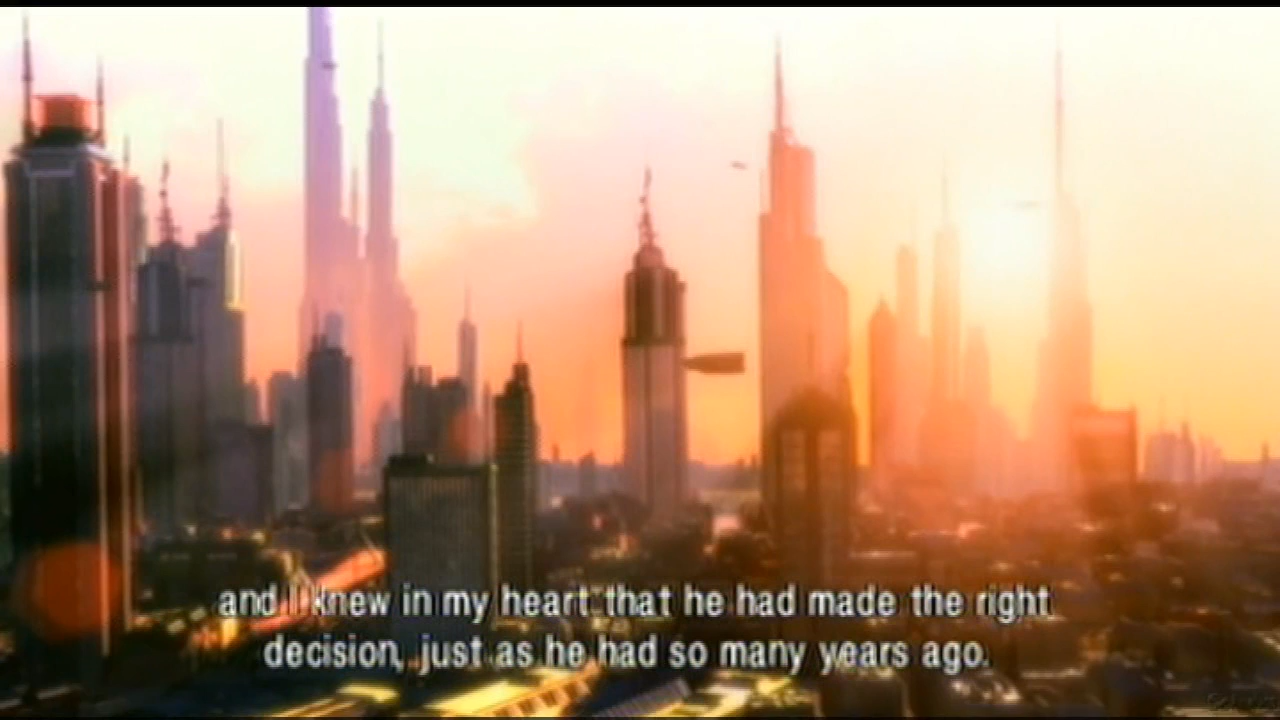 and I knew in my heart that he had made the right
decision, just as he had so many years ago.